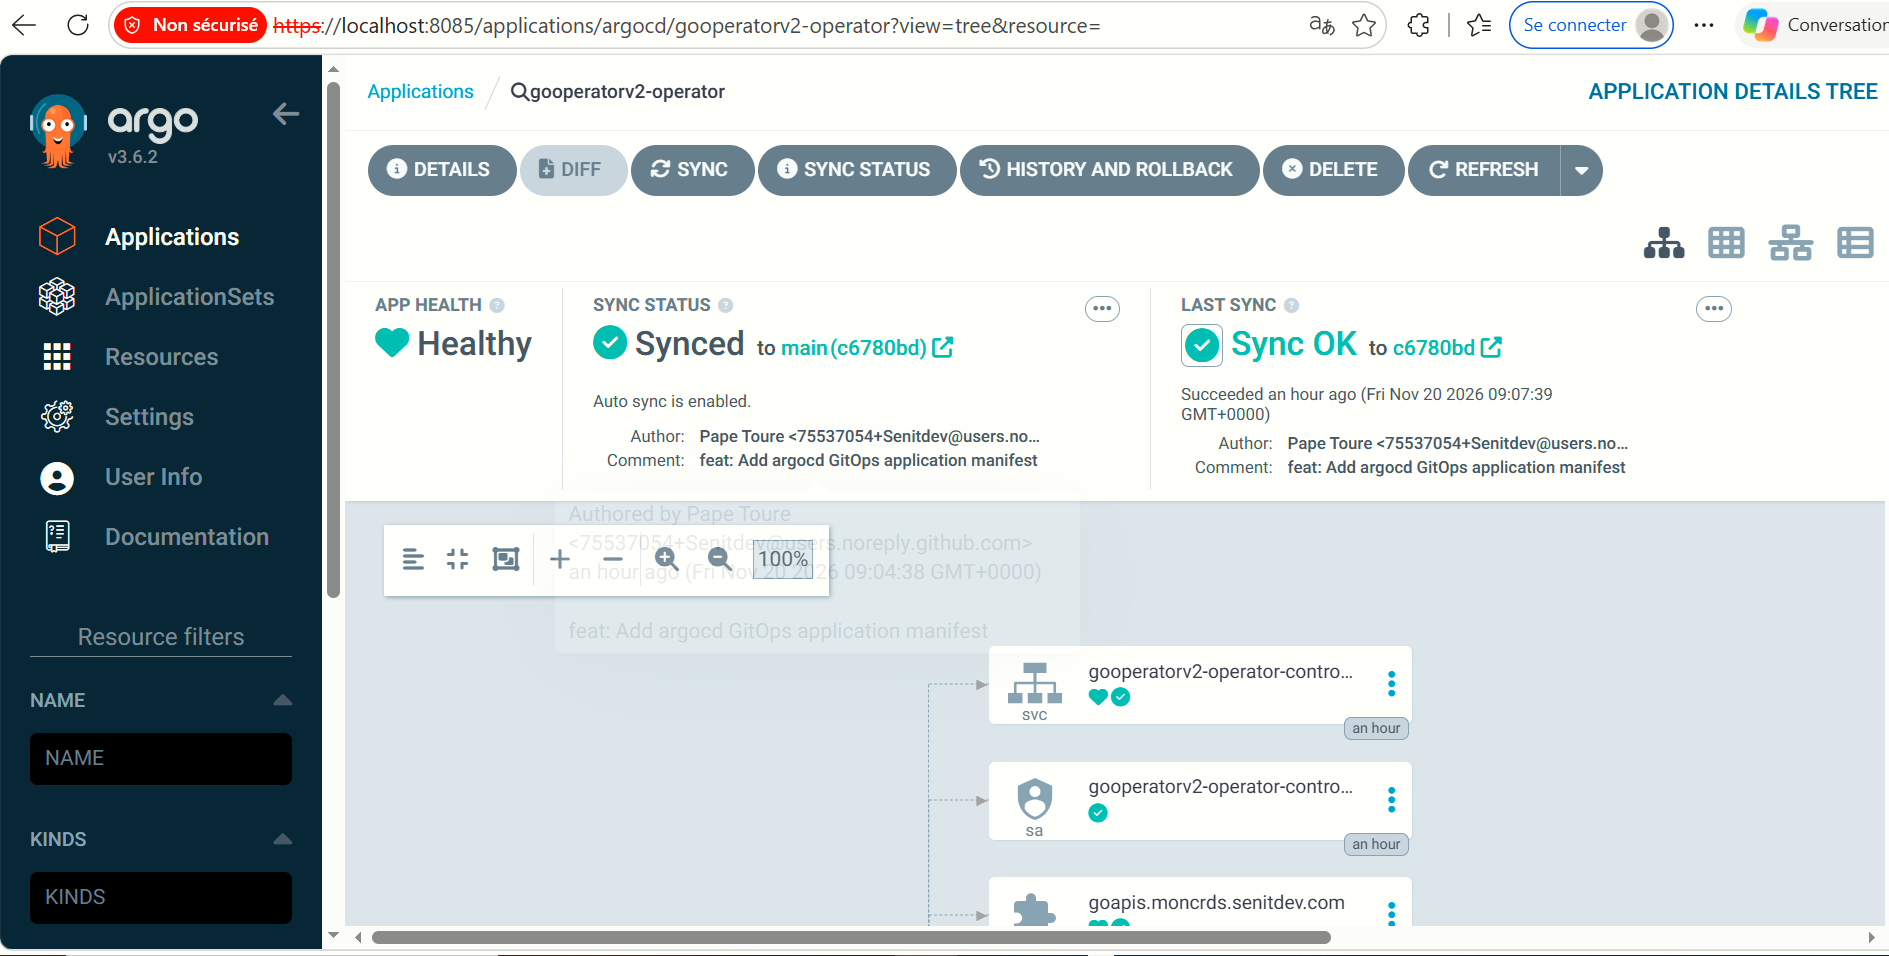 Non sécurisé https://localhost:8085/applications/argocd/gooperatorv2-operator?view=tree&resource=
Se connecter
Conversation
argo
v3.6.2
Applications
ApplicationSets
Resources
Settings
User Info
Documentation
Resource filters
NAME
NAME
KINDS
KINDS
Applications / gooperatorv2-operator
APPLICATION DETAILS TREE
DETAILS
DIFF
SYNC
SYNC STATUS
HISTORY AND ROLLBACK
DELETE
REFRESH
APP HEALTH
Healthy
SYNC STATUS
Synced to main (c6780bd)
Auto sync is enabled.
Author: Pape Toure <75537054+Senitdev@users.no...
Comment: feat: Add argocd GitOps application manifest
LAST SYNC
Sync OK to c6780bd
Succeeded an hour ago (Fri Nov 20 2026 09:07:39
GMT+0000)
Author: Pape Toure <75537054+Senitdev@users.no...
Comment: feat: Add argocd GitOps application manifest
Authored by Pape Toure
<75537054+Senitdev@users.noreply.github.com>
an hour ago (Fri Nov 20 2026 09:04:38 GMT+0000)
feat: Add argocd GitOps application manifest
100%
gooperatorv2-operator-contro...
svc
an hour
gooperatorv2-operator-contro...
sa
an hour
goapis.moncrds.senitdev.com